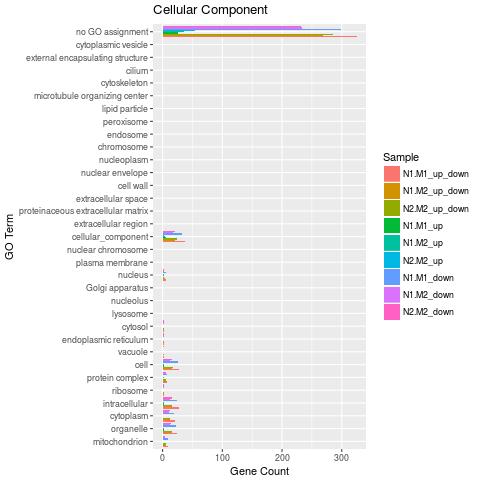 Cellular Component
no GO assignment
cytoplasmic vesicle
external encapsulating structure
cilium
cytoskeleton
microtubule organizing center
lipid particle
peroxisome
endosome
chromosome
nucleoplasm
nuclear envelope
cell wall
extracellular space
proteinaceous extracellular matrix
extracellular region
cellular_component
nuclear chromosome
plasma membrane
nucleus
Golgi apparatus
nucleolus
lysosome
cytosol
endoplasmic reticulum
vacuole
cell
protein complex
ribosome
intracellular
cytoplasm
organelle
mitochondrion
GO Term
0 100 200 300
Gene Count
Sample
N1.M1_up_down
N1.M2_up_down
N2.M2_up_down
N1.M1_up
N1.M2_up
N2.M2_up
N1.M1_down
N1.M2_down
N2.M2_down